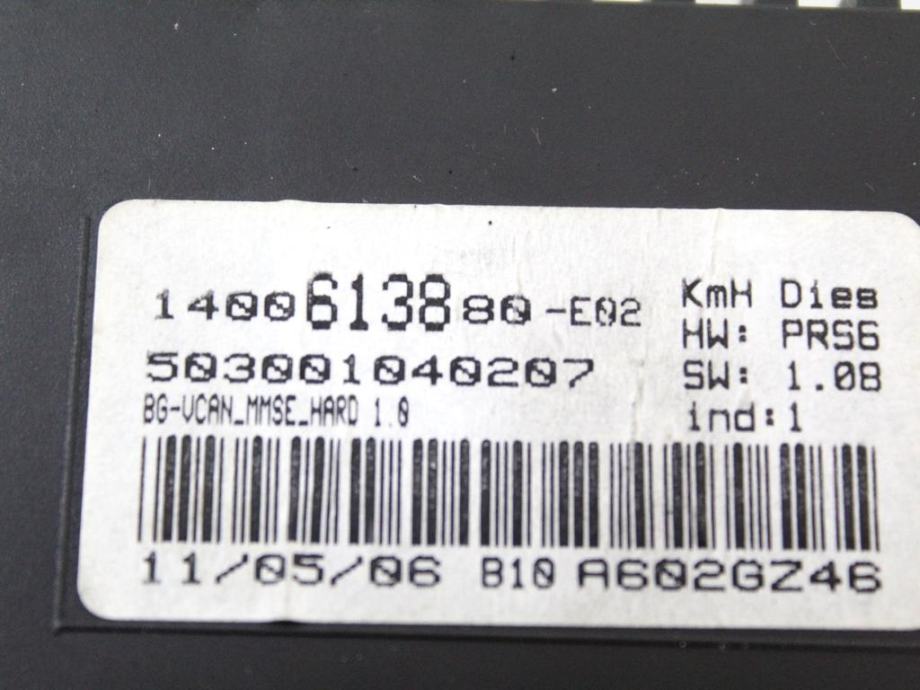 1400613880-E02
503001040207
BG-VCAN_MMSE_HARD 1.0
KmH Dies
HW: PRS6
SW: 1.08
ind:1
11/05/06 B10 A602GZ46